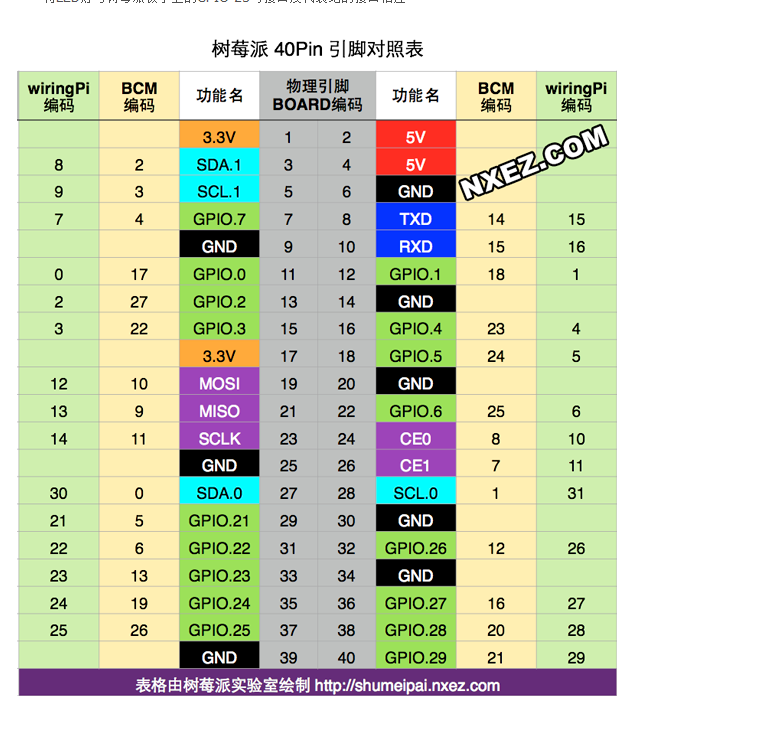 树莓派 40Pin 引脚对照表
wiringPi 编码 BCM 编码 功能名 物理引脚 BOARD编码 功能名 BCM 编码 wiringPi 编码
3.3V 1 2 5V
8 2 SDA.1 3 4 5V
9 3 SCL.1 5 6 GND
NXEZ.COM
7 4 GPIO.7 7 8 TXD 14 15
GND 9 10 RXD 15 16
0 17 GPIO.0 11 12 GPIO.1 18 1
2 27 GPIO.2 13 14 GND
3 22 GPIO.3 15 16 GPIO.4 23 4
3.3V 17 18 GPIO.5 24 5
12 10 MOSI 19 20 GND
13 9 MISO 21 22 GPIO.6 25 6
14 11 SCLK 23 24 CE0 8 10
GND 25 26 CE1 7 11
30 0 SDA.0 27 28 SCL.0 1 31
21 5 GPIO.21 29 30 GND
22 6 GPIO.22 31 32 GPIO.26 12 26
23 13 GPIO.23 33 34 GND
24 19 GPIO.24 35 36 GPIO.27 16 27
25 26 GPIO.25 37 38 GPIO.28 20 28
GND 39 40 GPIO.29 21 29
表格由树莓派实验室绘制 http://shumeipai.nxez.com